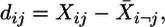 d_{ij} = X_{ij} − \bar{X}_{i−j}.